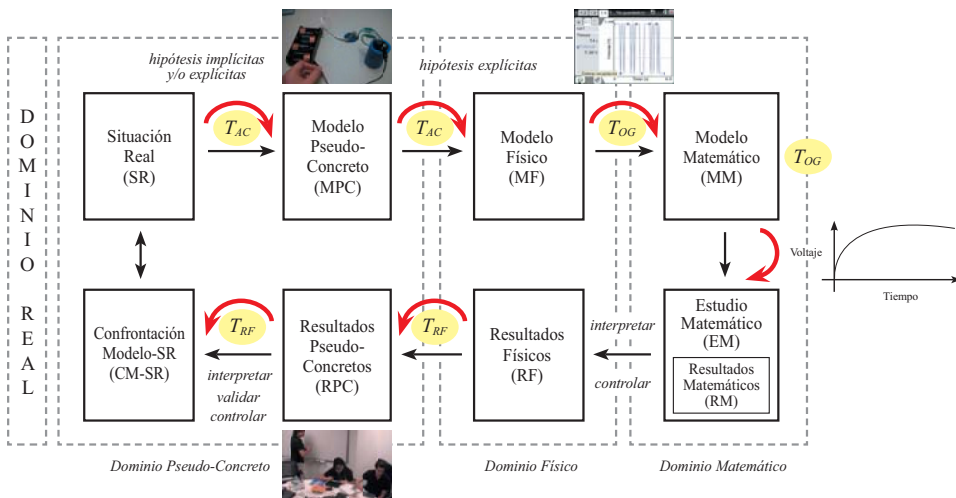 hipótesis implícitas
y/o explícitas
hipótesis explícitas
DOMINIO REAL
Situación
Real
(SR)
T_AC
Modelo
Pseudo-
Concreto
(MPC)
T_AC
Modelo
Físico
(MF)
T_OG
Modelo
Matemático
(MM)
T_OG
Voltaje
Tiempo
Confrontación
Modelo-SR
(CM-SR)
T_RF
interpretar
validar
controlar
Resultados
Pseudo-
Concretos
(RPC)
T_RF
Resultados
Físicos
(RF)
interpretar
controlar
Estudio
Matemático
(EM)
Resultados
Matemáticos
(RM)
Dominio Pseudo-Concreto
Dominio Físico
Dominio Matemático